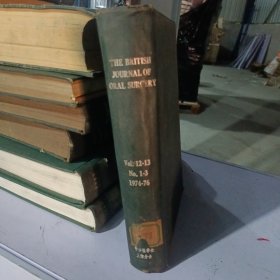 THE BRITISH
JOURNAL OF
ORAL SURGERY
Vol: 12-13
No. 1-3
1974-76